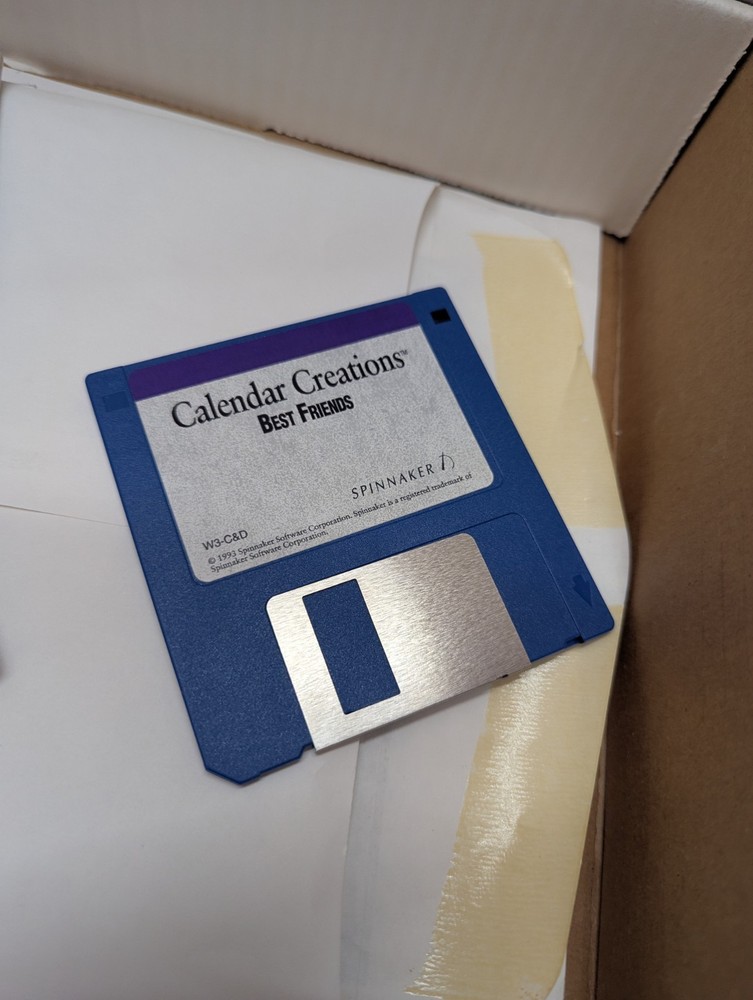 Calendar Creations™
BEST FRIENDS
SPINNAKER
W3-C&D
© 1993 Spinnaker Software Corporation. Spinnaker is a registered trademark of
Spinnaker Software Corporation.